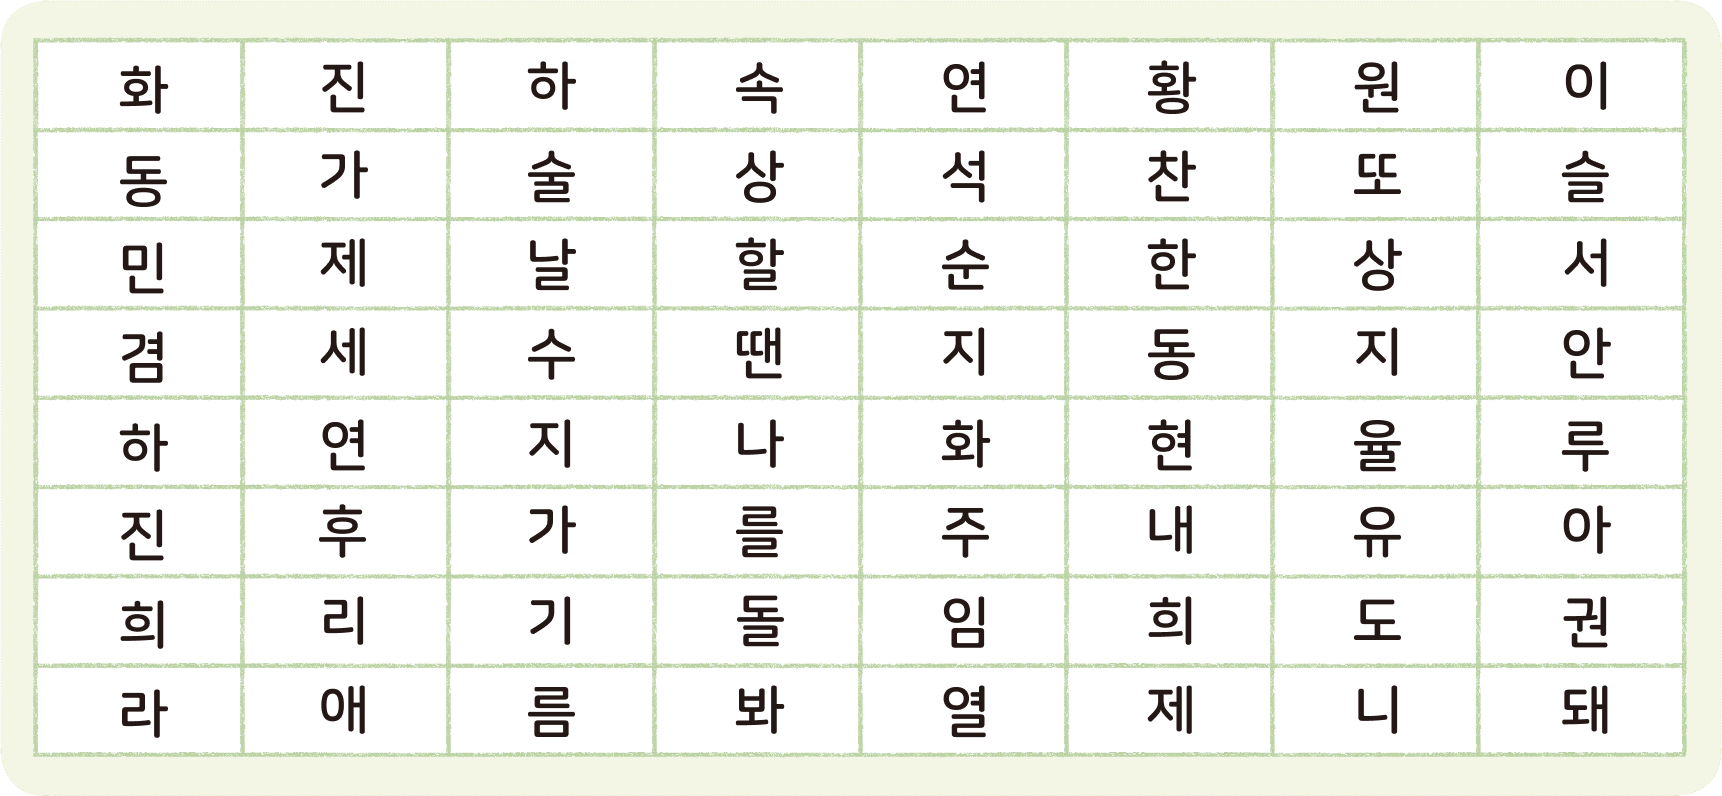 화 진 하 속 연 황 원 이
동 가 술 상 석 찬 또 슬
민 제 날 할 순 한 상 서
겸 세 수 땐 지 동 지 안
하 연 지 나 화 현 율 루
진 후 가 를 주 내 유 아
희 리 기 돌 임 희 도 권
라 애 름 봐 열 제 니 돼